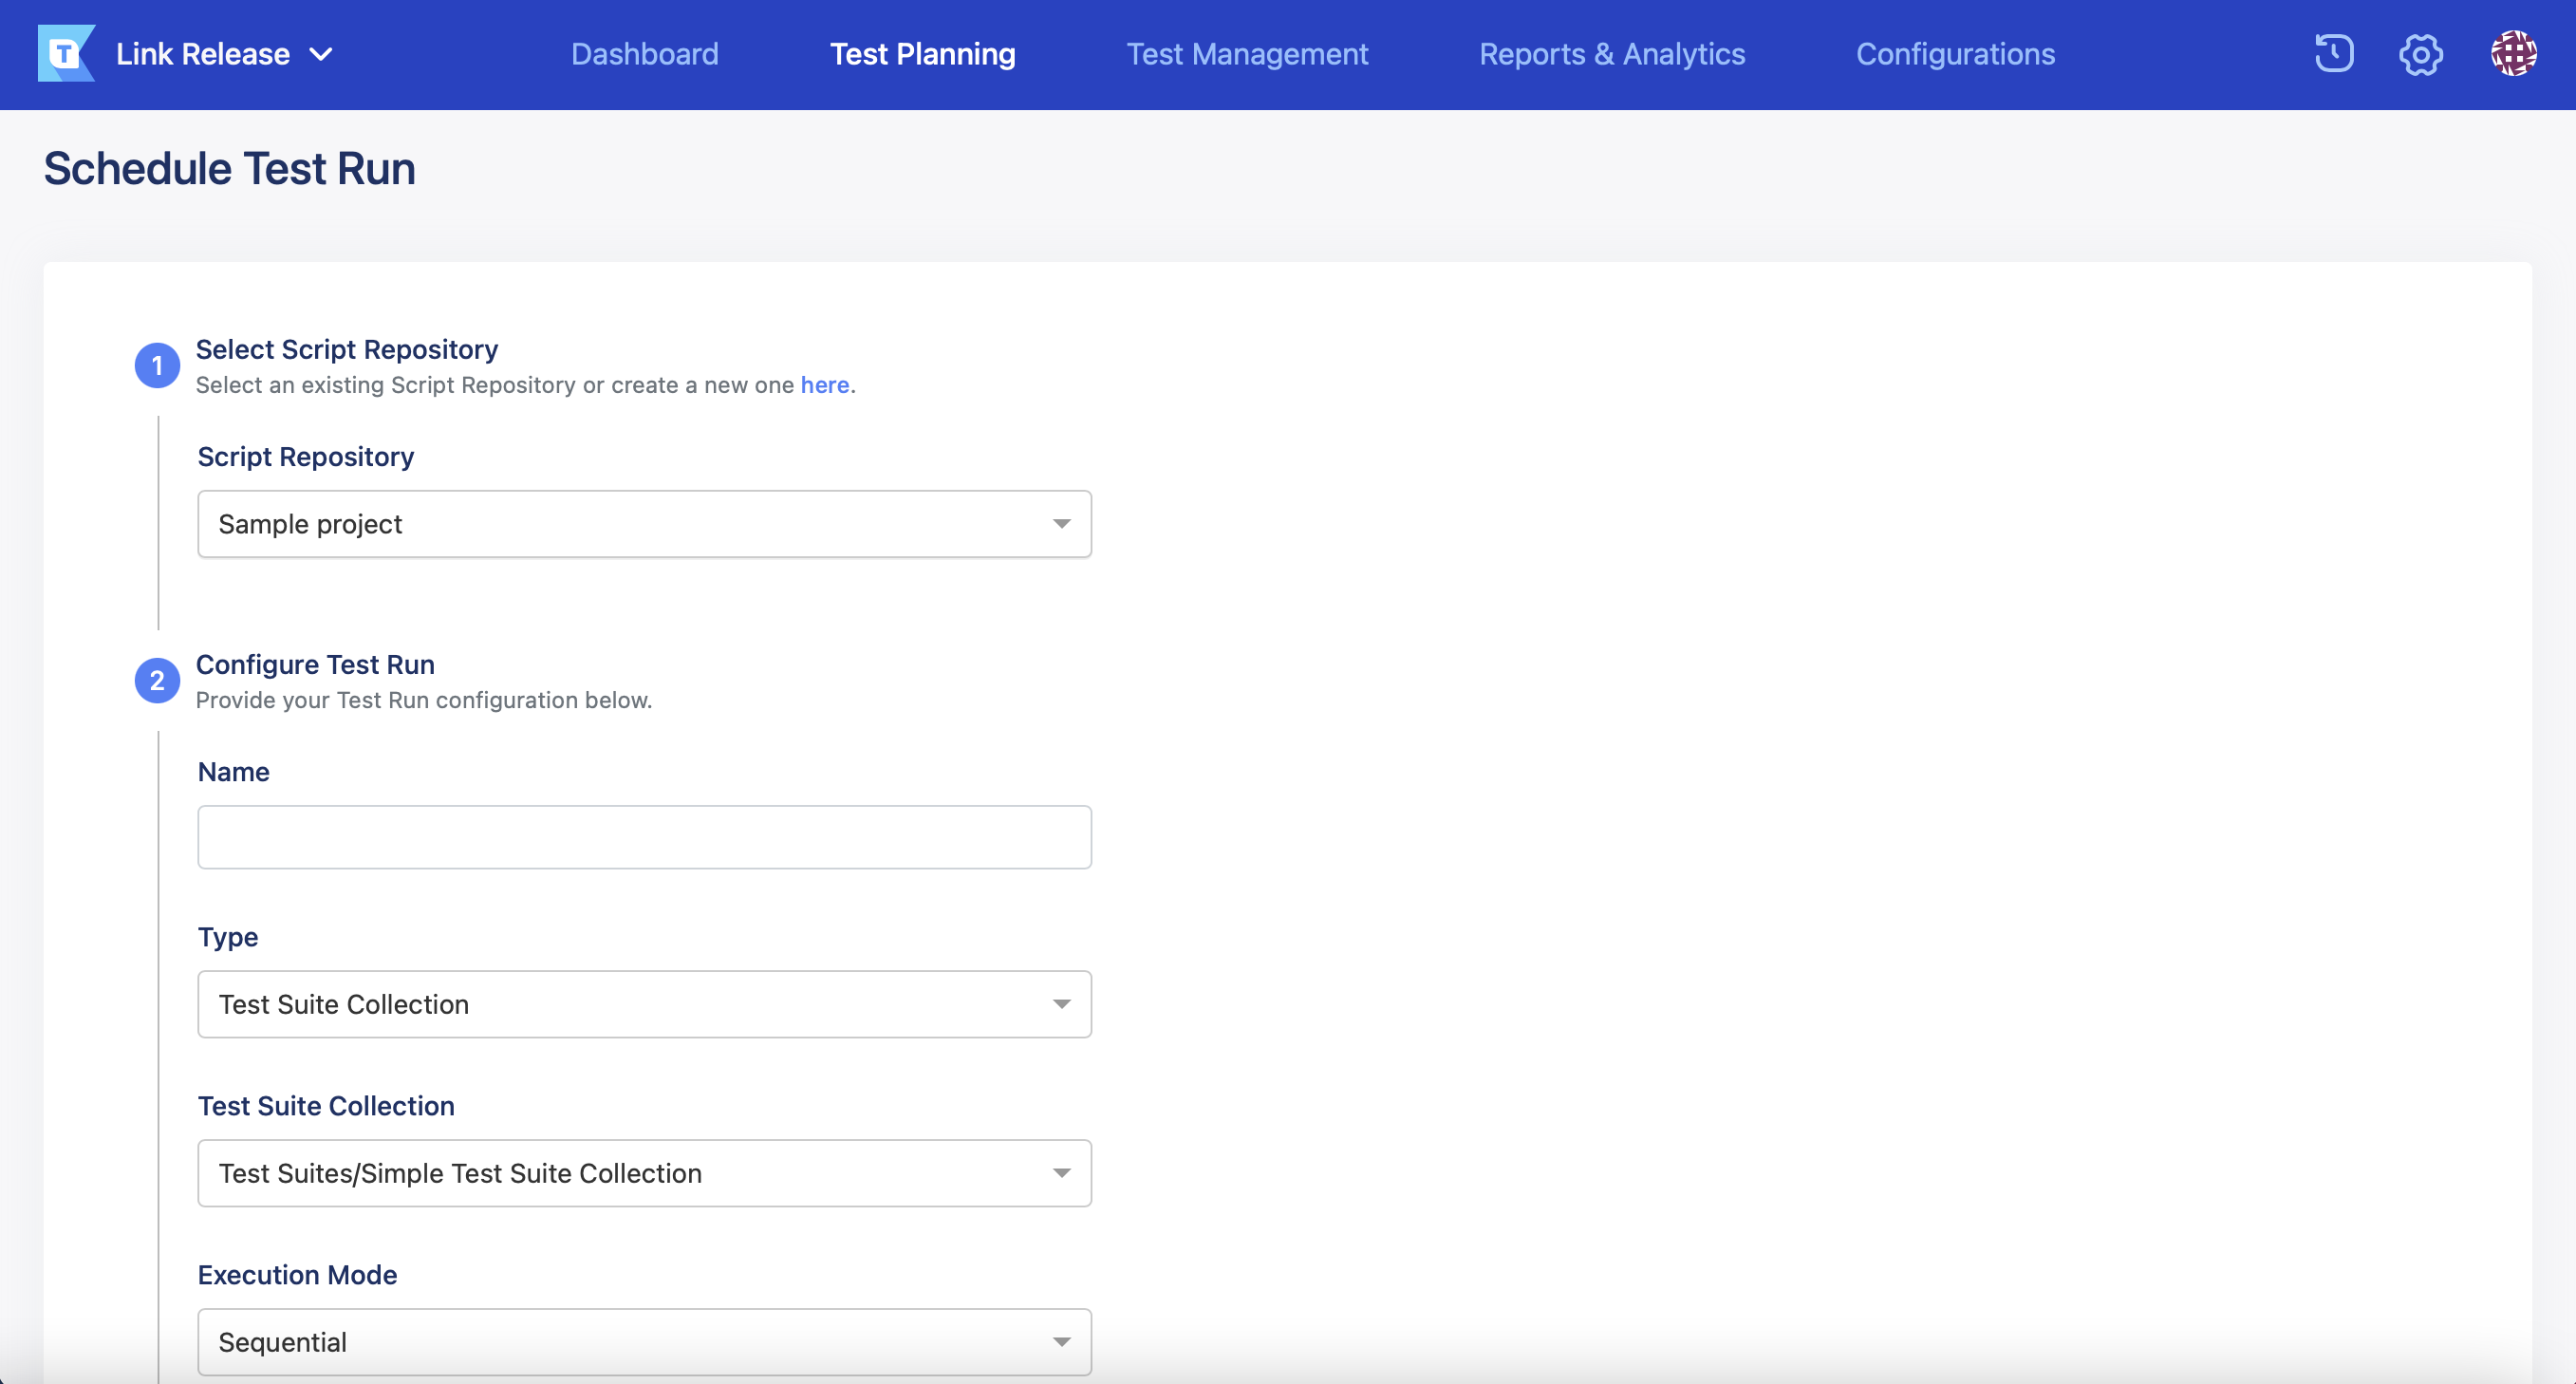 T
Link Release
Dashboard
Test Planning
Test Management
Reports & Analytics
Configurations
Schedule Test Run
1
Select Script Repository
Select an existing Script Repository or create a new one here.
Script Repository
Sample project
2
Configure Test Run
Provide your Test Run configuration below.
Name
Type
Test Suite Collection
Test Suite Collection
Test Suites/Simple Test Suite Collection
Execution Mode
Sequential